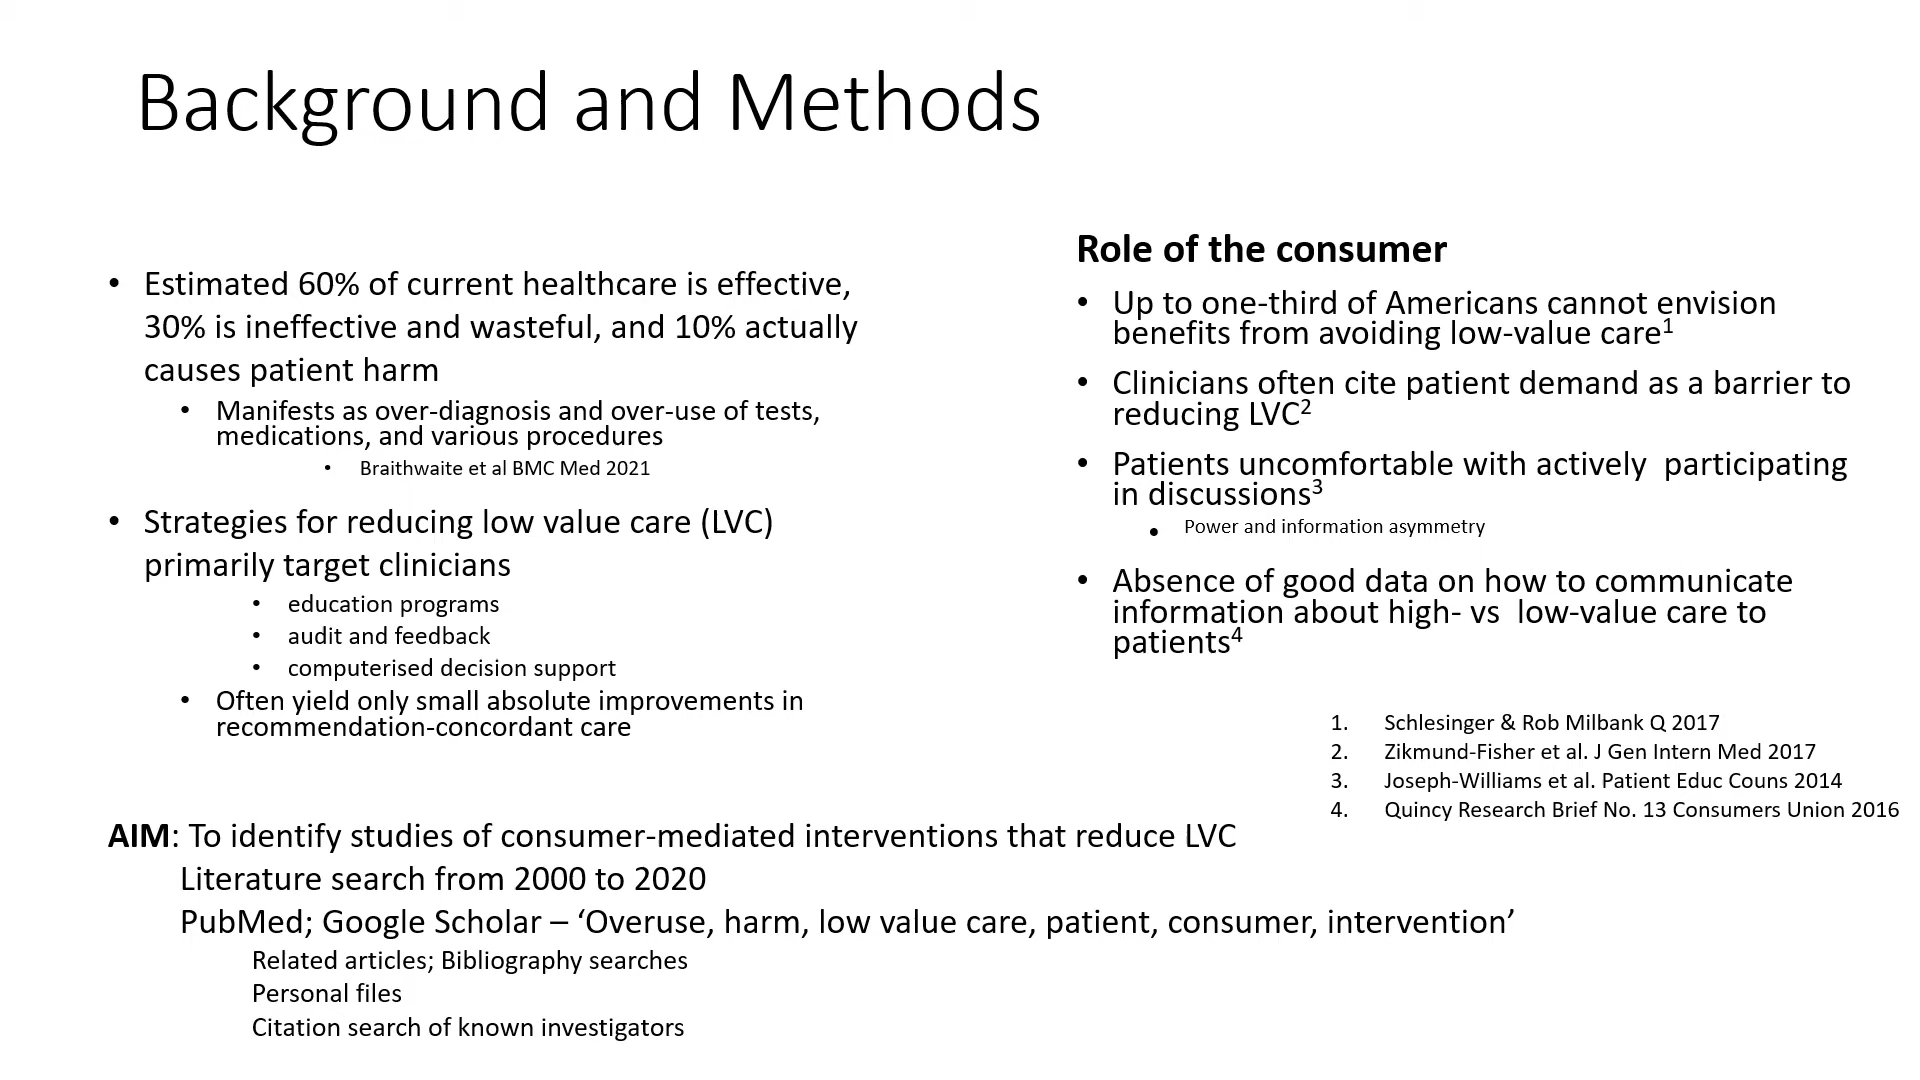 Background and Methods
• Estimated 60% of current healthcare is effective,
30% is ineffective and wasteful, and 10% actually
causes patient harm
• Manifests as over-diagnosis and over-use of tests,
medications, and various procedures
• Braithwaite et al BMC Med 2021
• Strategies for reducing low value care (LVC)
primarily target clinicians
• education programs
• audit and feedback
• computerised decision support
• Often yield only small absolute improvements in
recommendation-concordant care
Role of the consumer
• Up to one-third of Americans cannot envision
benefits from avoiding low-value care¹
• Clinicians often cite patient demand as a barrier to
reducing LVC²
• Patients uncomfortable with actively  participating
in discussions³
• Power and information asymmetry
• Absence of good data on how to communicate
information about high- vs  low-value care to
patients⁴
1. Schlesinger & Rob Milbank Q 2017
2. Zikmund-Fisher et al. J Gen Intern Med 2017
3. Joseph-Williams et al. Patient Educ Couns 2014
4. Quincy Research Brief No. 13 Consumers Union 2016
AIM: To identify studies of consumer-mediated interventions that reduce LVC
Literature search from 2000 to 2020
PubMed; Google Scholar – ‘Overuse, harm, low value care, patient, consumer, intervention’
Related articles; Bibliography searches
Personal files
Citation search of known investigators